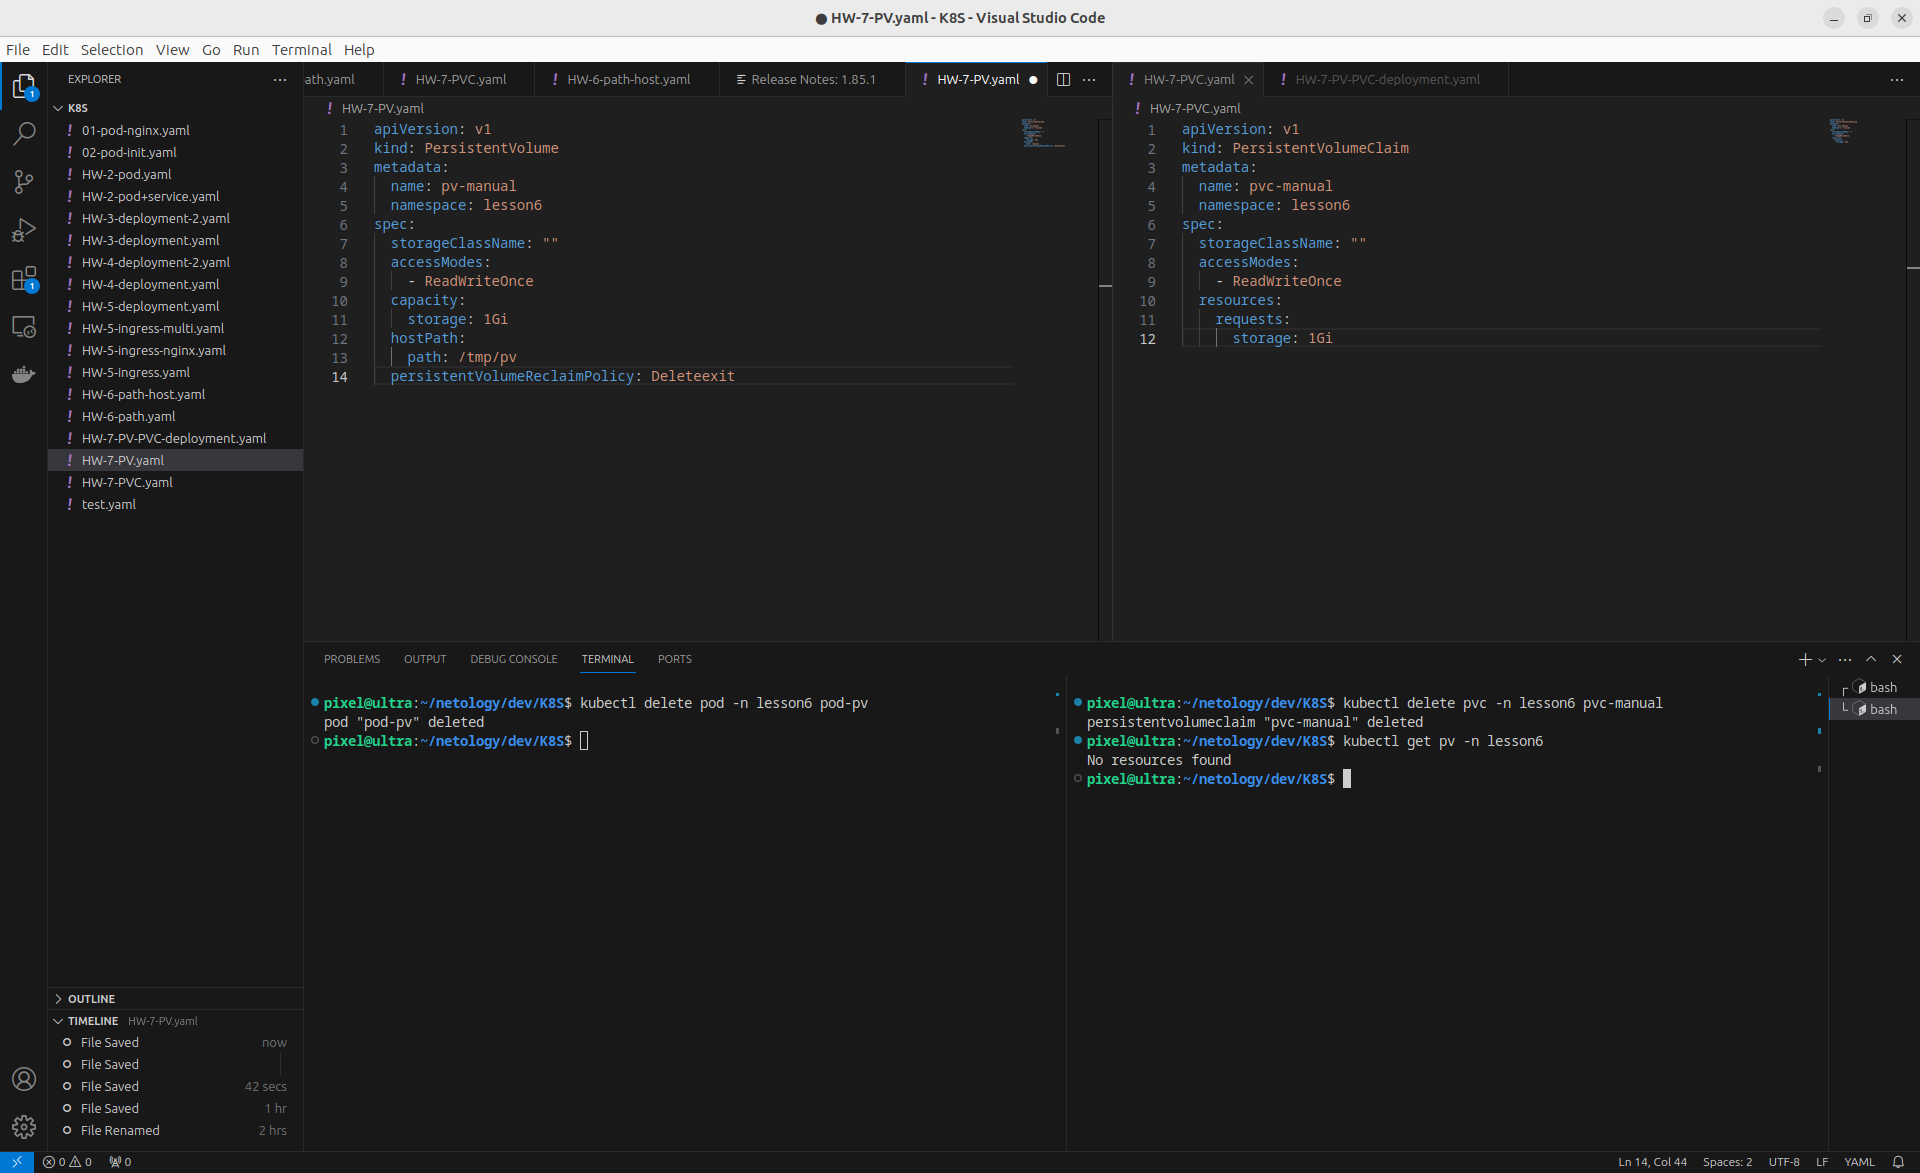 ● HW-7-PV.yaml - K8S - Visual Studio Code
File Edit Selection View Go Run Terminal Help
EXPLORER
K8S
01-pod-nginx.yaml
02-pod-init.yaml
HW-2-pod.yaml
HW-2-pod+service.yaml
HW-3-deployment-2.yaml
HW-3-deployment.yaml
HW-4-deployment-2.yaml
HW-4-deployment.yaml
HW-5-deployment.yaml
HW-5-ingress-multi.yaml
HW-5-ingress-nginx.yaml
HW-5-ingress.yaml
HW-6-path-host.yaml
HW-6-path.yaml
HW-7-PV-PVC-deployment.yaml
HW-7-PV.yaml
HW-7-PVC.yaml
test.yaml
OUTLINE
TIMELINE HW-7-PV.yaml
File Saved now
File Saved
File Saved 42 secs
File Saved 1 hr
File Renamed 2 hrs
1
1
ath.yaml ! HW-7-PVC.yaml ! HW-6-path-host.yaml Release Notes: 1.85.1 ! HW-7-PV.yaml
! HW-7-PV.yaml
1 apiVersion: v1
2 kind: PersistentVolume
3 metadata:
4 name: pv-manual
5 namespace: lesson6
6 spec:
7 storageClassName: ""
8 accessModes:
9 - ReadWriteOnce
10 capacity:
11 storage: 1Gi
12 hostPath:
13 path: /tmp/pv
14 persistentVolumeReclaimPolicy: Deleteexit
! HW-7-PVC.yaml ! HW-7-PV-PVC-deployment.yaml
! HW-7-PVC.yaml
1 apiVersion: v1
2 kind: PersistentVolumeClaim
3 metadata:
4 name: pvc-manual
5 namespace: lesson6
6 spec:
7 storageClassName: ""
8 accessModes:
9 - ReadWriteOnce
10 resources:
11 requests:
12 storage: 1Gi
PROBLEMS OUTPUT DEBUG CONSOLE TERMINAL PORTS
pixel@ultra:~/netology/dev/K8S$ kubectl delete pod -n lesson6 pod-pv
pod "pod-pv" deleted
pixel@ultra:~/netology/dev/K8S$
pixel@ultra:~/netology/dev/K8S$ kubectl delete pvc -n lesson6 pvc-manual
persistentvolumeclaim "pvc-manual" deleted
pixel@ultra:~/netology/dev/K8S$ kubectl get pv -n lesson6
No resources found
pixel@ultra:~/netology/dev/K8S$
bash
bash
0 0 0
Ln 14, Col 44 Spaces: 2 UTF-8 LF YAML